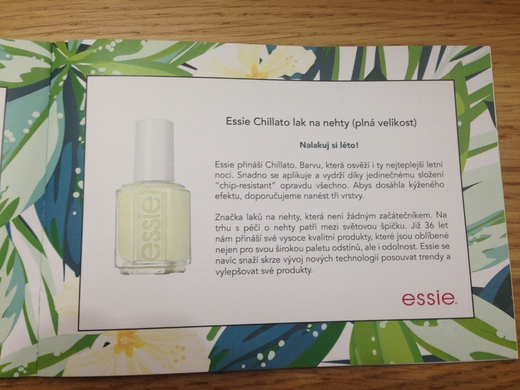 Essie Chillato lak na nehty (plná velikost)
Nalakuj si léto!
Essie přináší Chillato. Barvu, která osvěží i ty nejteplejší letní
noci. Snadno se aplikuje a vydrží díky jedinečnému složení
"chip-resistant" opravdu všechno. Abys dosáhla kýženého
efektu, doporučujeme nanést tři vrstvy.
Značka laků na nehty, která není žádným začátečníkem. Na
trhu s péčí o nehty patří mezi světovou špičku. Již 36 let
nám přináší své vysoce kvalitní produkty, které jsou oblíbené
nejen pro svou širokou paletu odstínů, ale i odolnost. Essie se
navíc snaží skrze vývoj nových technologií posouvat trendy a
vylepšovat své produkty.
essie
essie